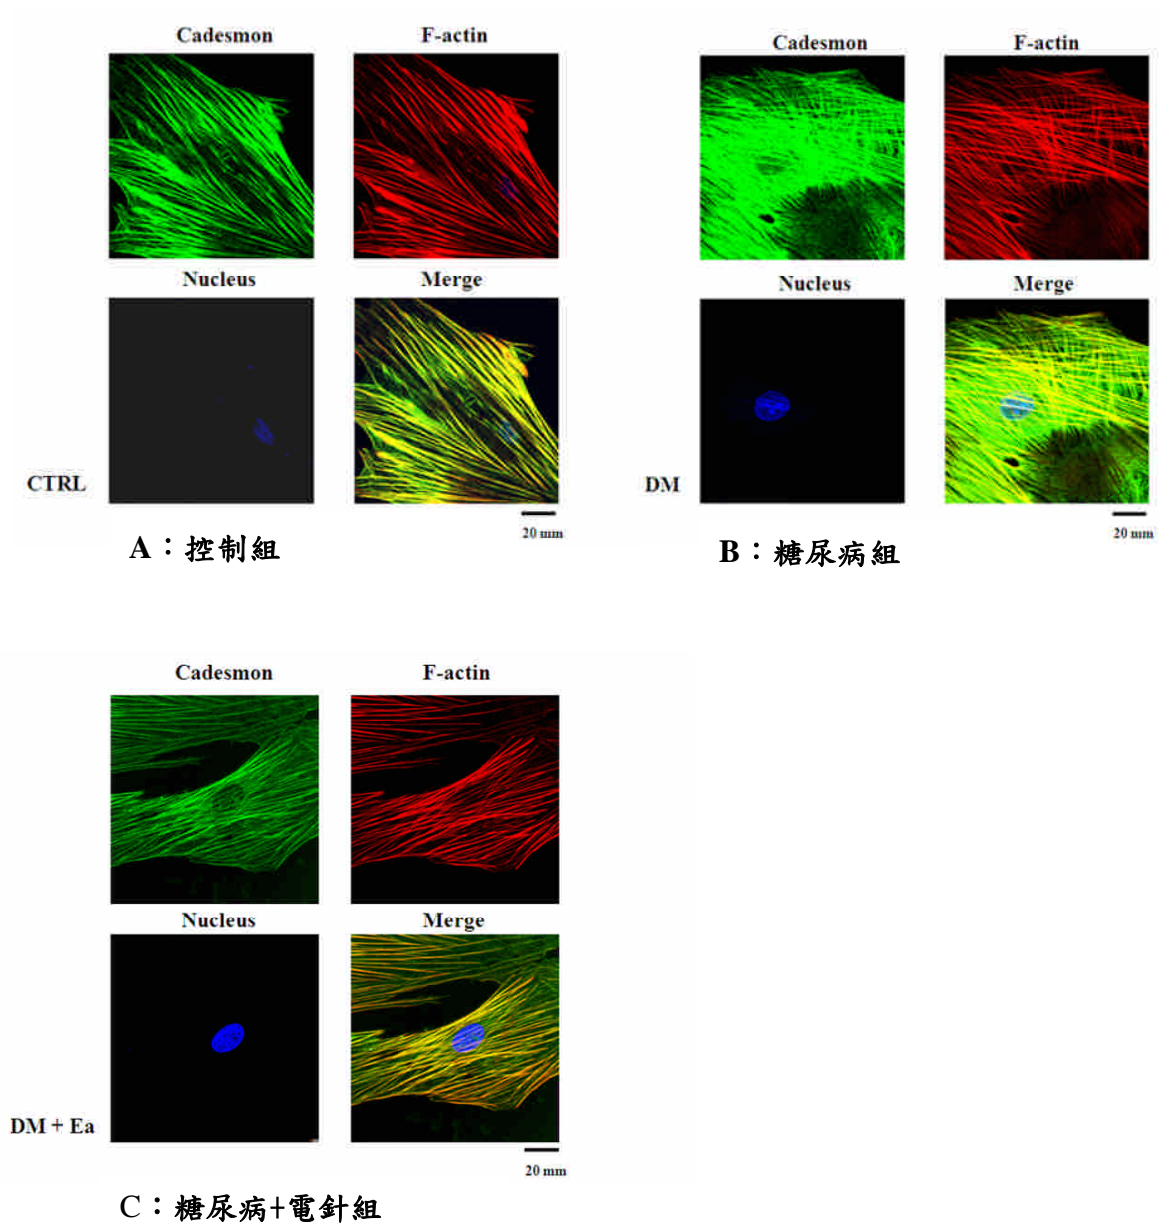 Cadesmon
F-actin
Nucleus
Merge
CTRL
20 mm
A：控制組
Cadesmon
F-actin
Nucleus
Merge
DM
20 mm
B：糖尿病組
Cadesmon
F-actin
Nucleus
Merge
DM + Ea
20 mm
C：糖尿病+電針組